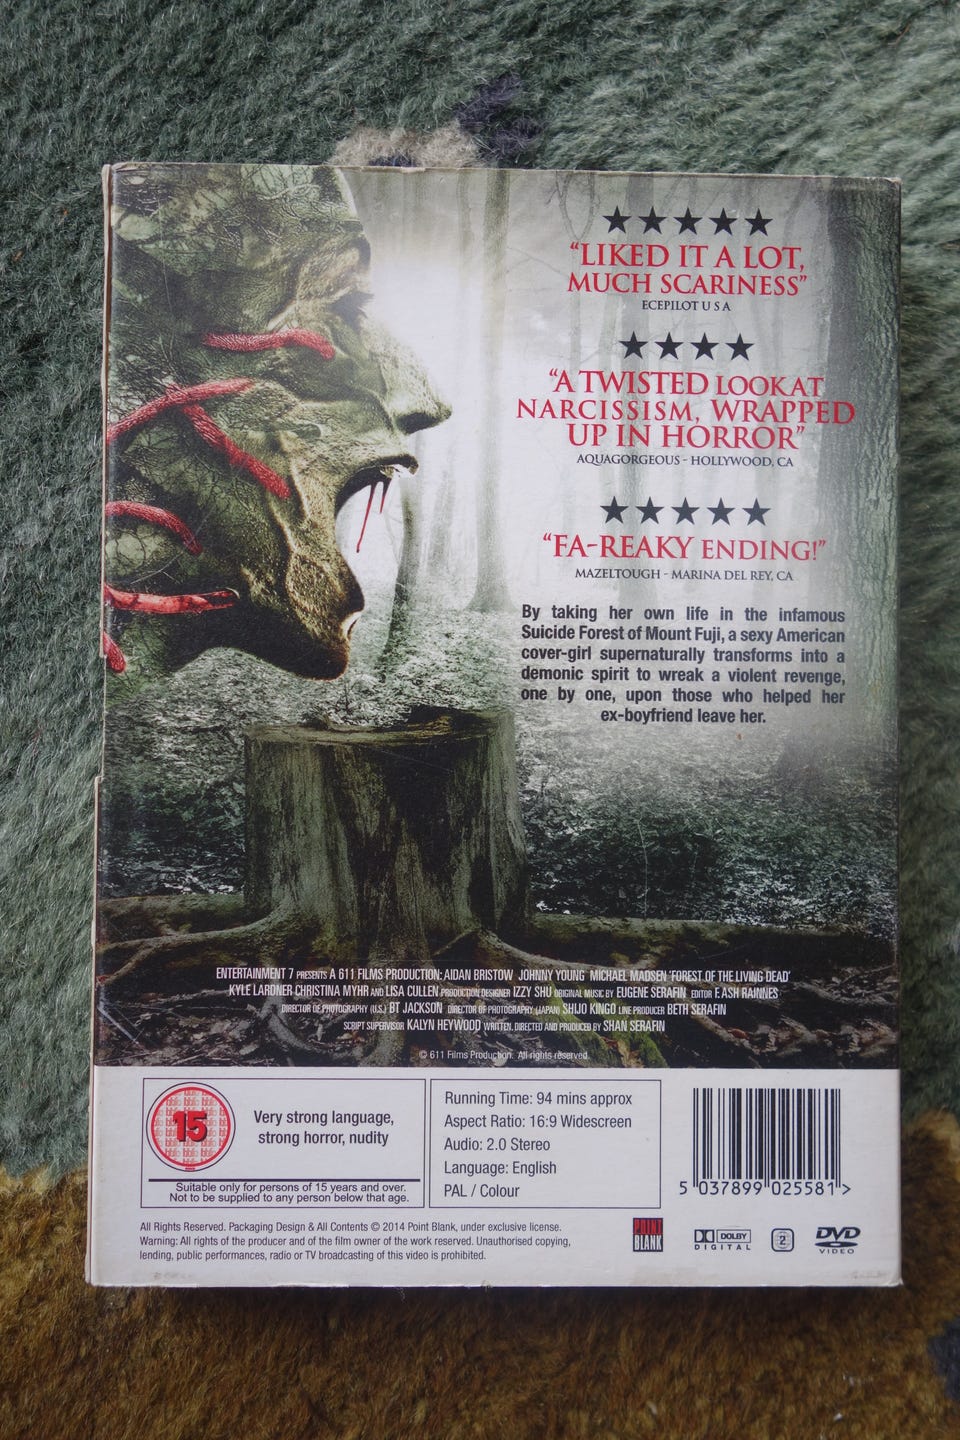 ★★★★★
“LIKED IT A LOT,
MUCH SCARINESS”
ECEPILOT U S A
★★★★
“A TWISTED LOOK AT
NARCISSISM, WRAPPED
UP IN HORROR”
AQUAGORGEOUS - HOLLYWOOD, CA
★★★★★
“FA-REAKY ENDING!”
MAZELTOUGH - MARINA DEL REY, CA
By taking her own life in the infamous
Suicide Forest of Mount Fuji, a sexy American
cover-girl supernaturally transforms into a
demonic spirit to wreak a violent revenge,
one by one, upon those who helped her
ex-boyfriend leave her.
ENTERTAINMENT 7 PRESENTS A 611 FILMS PRODUCTION: AIDAN BRISTOW JOHNNY YOUNG MICHAEL MADSEN 'FOREST OF THE LIVING DEAD'
KYLE LARDNER CHRISTINA MYHR AND LISA CULLEN PRODUCTION DESIGNER IZZY SHU ORIGINAL MUSIC BY EUGENE SERAFIN EDITOR F. ASH RAINNES
DIRECTOR OF PHOTOGRAPHY (U.S.) BT JACKSON DIRECTOR OF PHOTOGRAPHY (JAPAN) SHIJO KINGO LINE PRODUCER BETH SERAFIN
SCRIPT SUPERVISOR KALYN HEYWOOD WRITTEN, DIRECTED AND PRODUCED BY SHAN SERAFIN
© 611 Films Production. All rights reserved
15
Very strong language,
strong horror, nudity
Suitable only for persons of 15 years and over.
Not to be supplied to any person below that age.
Running Time: 94 mins approx
Aspect Ratio: 16:9 Widescreen
Audio: 2.0 Stereo
Language: English
PAL / Colour
5 037899 025581 >
All Rights Reserved. Packaging Design & All Contents © 2014 Point Blank, under exclusive license.
Warning: All rights of the producer and of the film owner of the work reserved. Unauthorised copying,
lending, public performances, radio or TV broadcasting of this video is prohibited.
POINT
BLANK
DOLBY
DIGITAL
2
DVD
VIDEO